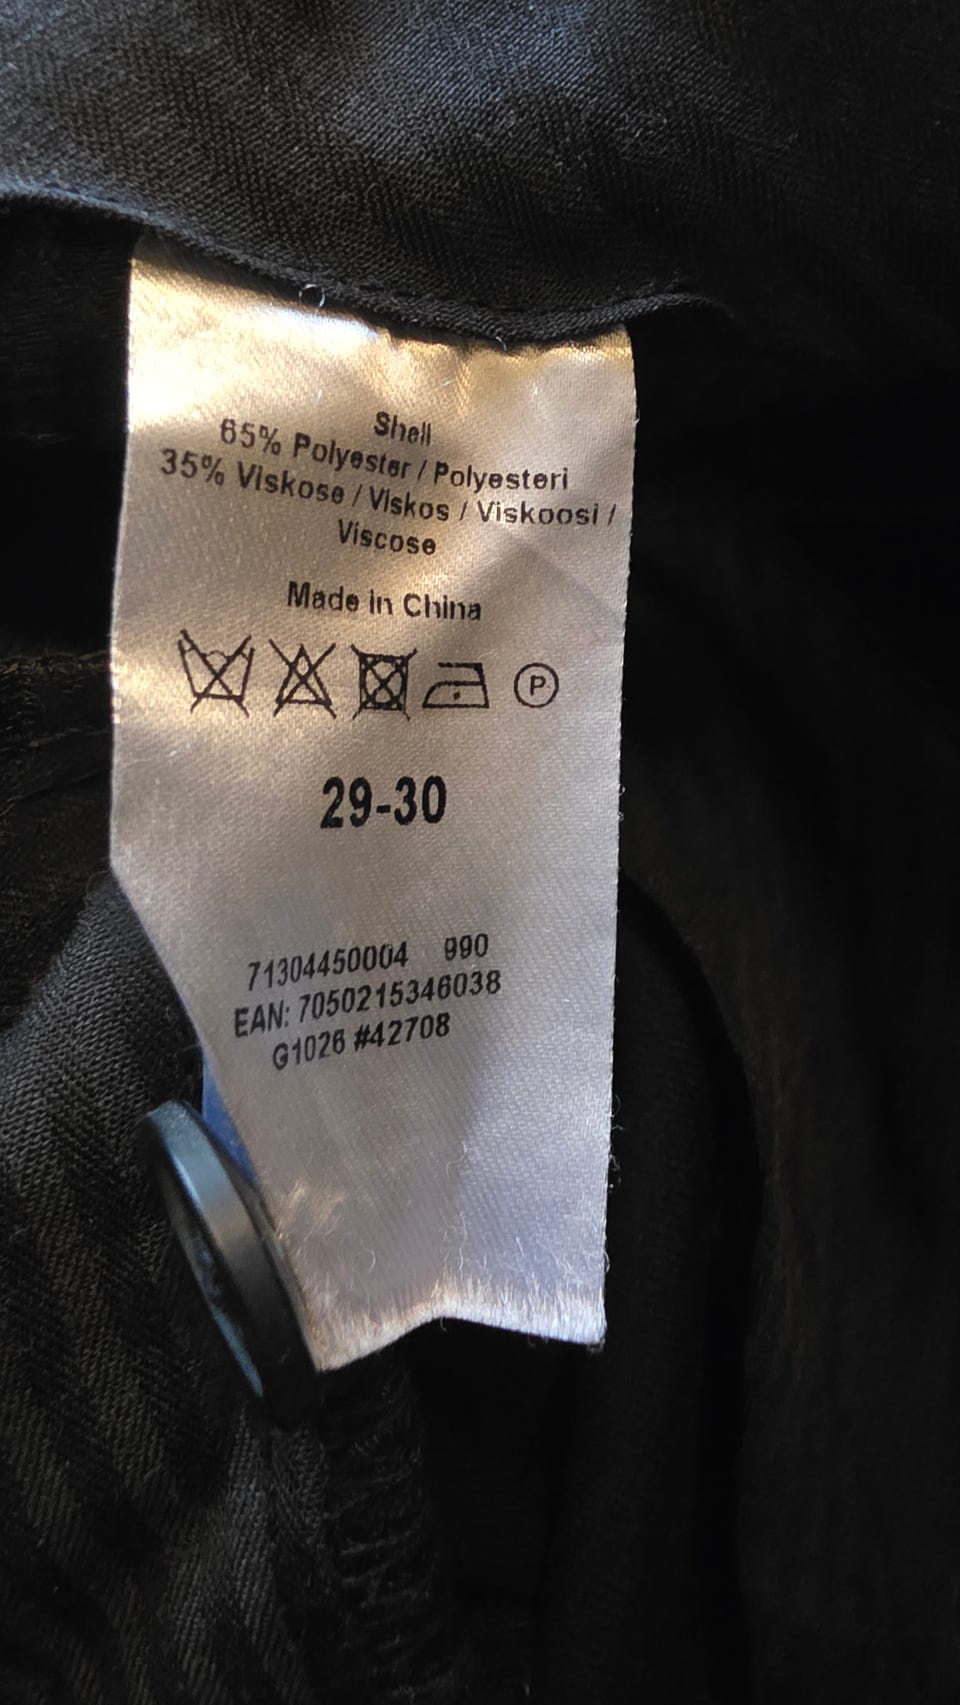 Shell
65% Polyester / Polyesteri
35% Viskose / Viskos / Viskoosi /
Viscose
Made in China
P
29-30
71304450004 990
EAN: 7050215346038
G1026 #42708